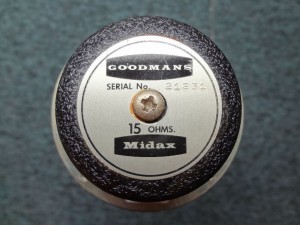 GOODMANS
SERIAL No.
15 OHMS.
Midax